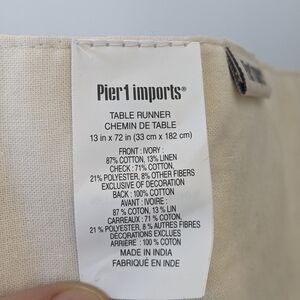 Pier1 imports®
TABLE RUNNER
CHEMIN DE TABLE
13 in x 72 in (33 cm x 182 cm)
FRONT : IVORY :
87% COTTON, 13% LINEN
CHECK : 71% COTTON,
21% POLYESTER, 8% OTHER FIBERS
EXCLUSIVE OF DECORATION
BACK : 100% COTTON
AVANT : IVOIRE :
87 % COTON, 13 % LIN
CARREAUX : 71 % COTON,
21 % POLYESTER, 8 % AUTRES FIBRES
DÉCORATIONS EXCLUES
ARRIÈRE : 100 % COTON
MADE IN INDIA
FABRIQUÉ EN INDE